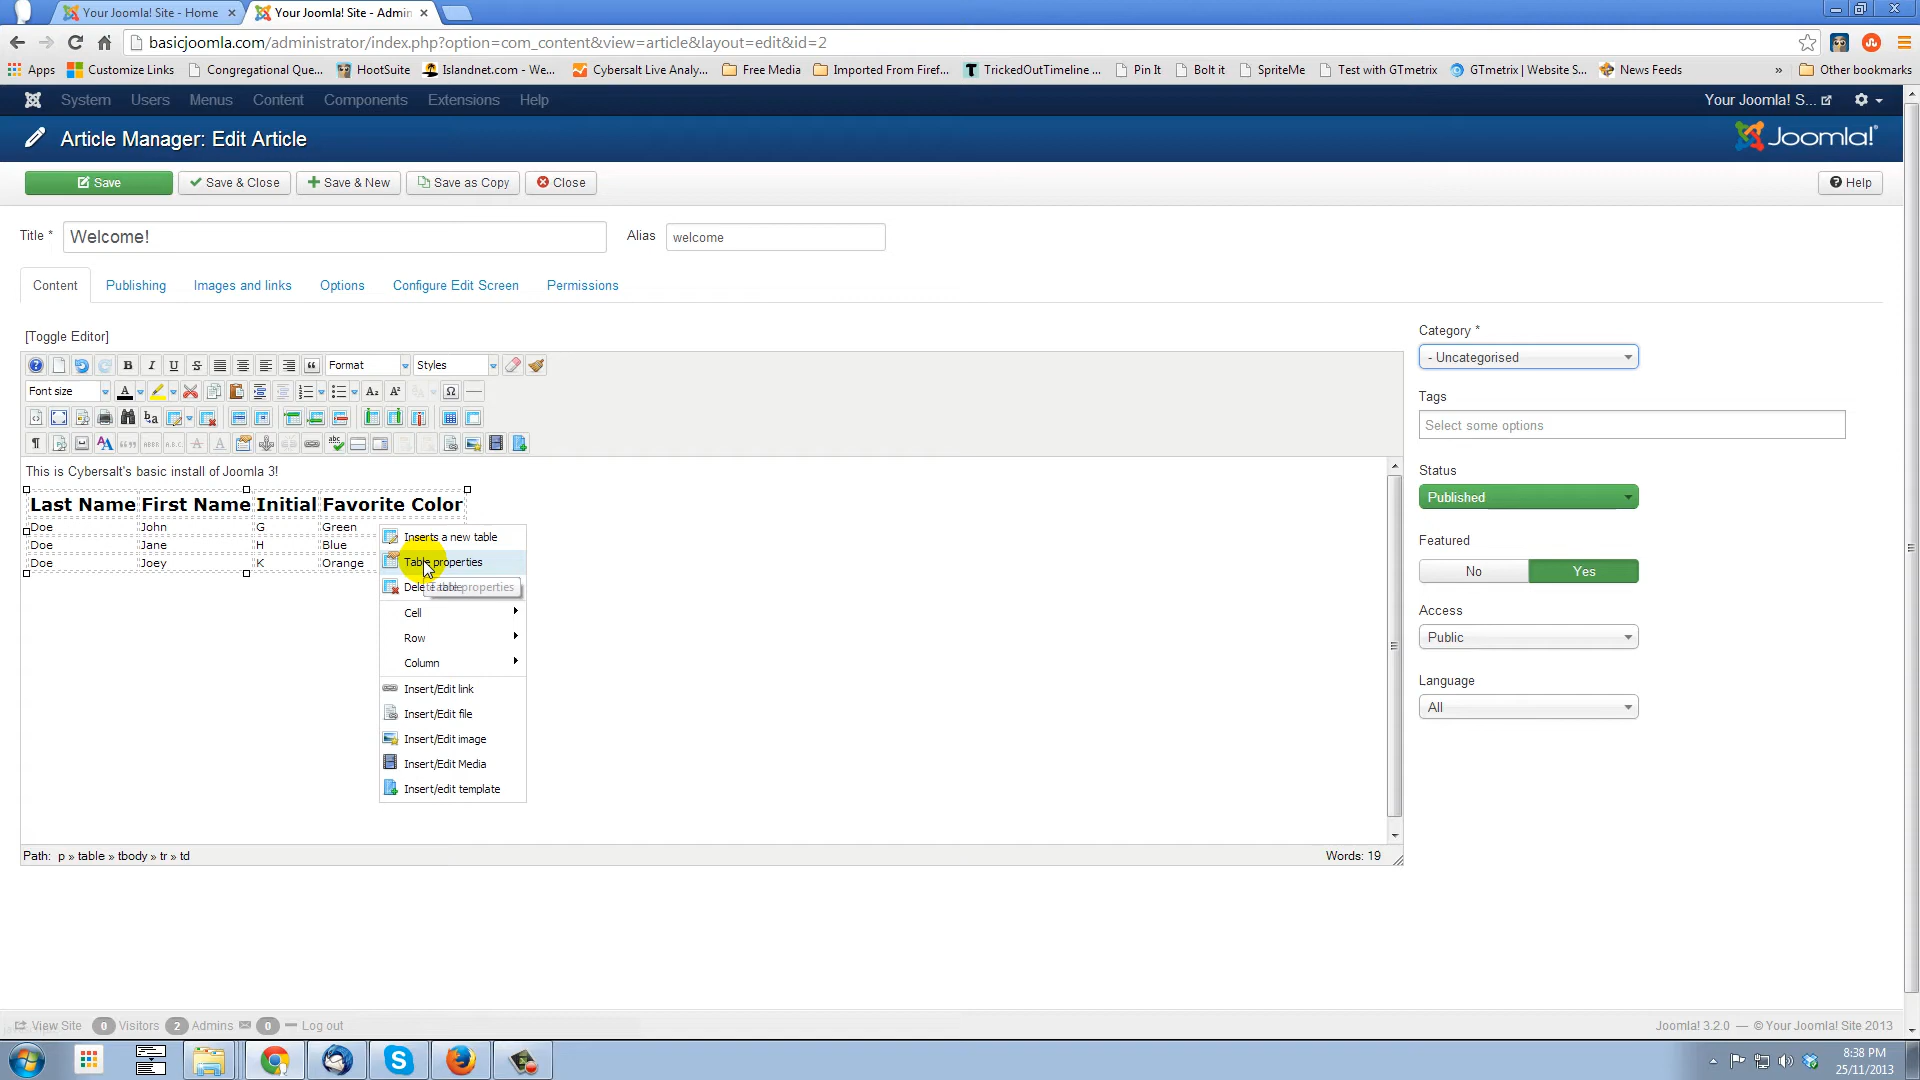 Your Joomla! Site - Home
Your Joomla! Site - Admin
basicjoomla.com/administrator/index.php?option=com_content&view=article&layout=edit&id=2
Apps Customize Links Congregational Que... HootSuite Islandnet.com - We... Cybersalt Live Analy... Free Media Imported From Firef... TrickedOutTimeline ... Pin It Bolt it SpriteMe Test with GTmetrix GTmetrix | Website S... News Feeds » Other bookmarks
System Users Menus Content Components Extensions Help Your Joomla! S...
Article Manager: Edit Article Joomla!
Save Save & Close Save & New Save as Copy Close Help
Title * Welcome! Alias welcome
Content Publishing Images and links Options Configure Edit Screen Permissions
[Toggle Editor]
Format Styles
Font size
This is Cybersalt's basic install of Joomla 3!
Last Name First Name Initial Favorite Color
Doe John G Green
Doe Jane H Blue
Doe Joey K Orange
Inserts a new table
Table properties
Delete table
Table properties
Cell
Row
Column
Insert/Edit link
Insert/Edit file
Insert/Edit image
Insert/Edit Media
Insert/edit template
Path: p » table » tbody » tr » td Words: 19
Category *
- Uncategorised
Tags
Select some options
Status
Published
Featured
No Yes
Access
Public
Language
All
View Site 0 Visitors 2 Admins 0 Log out Joomla! 3.2.0 — © Your Joomla! Site 2013
8:38 PM
25/11/2013